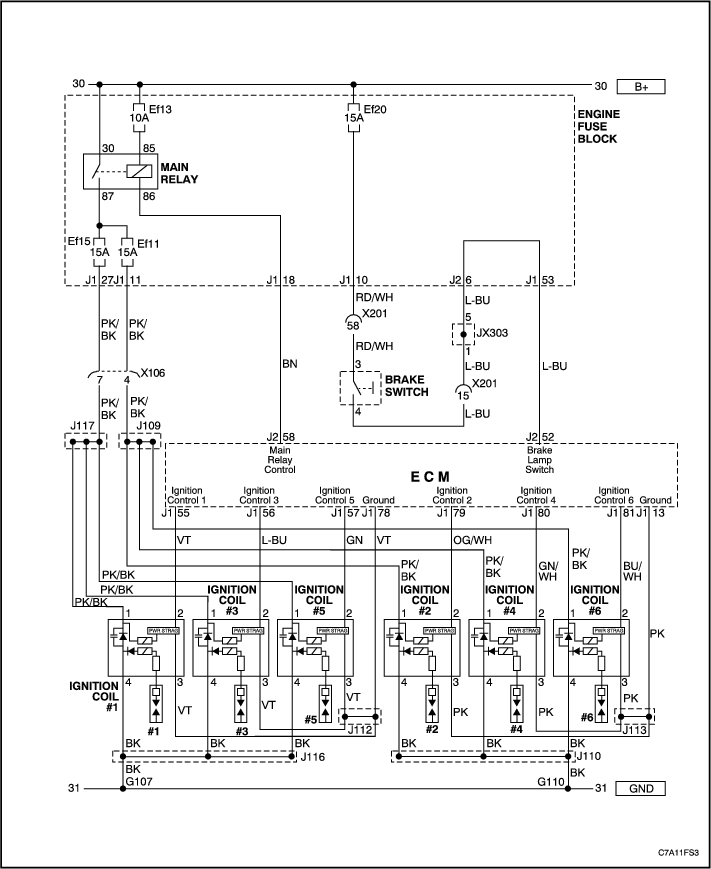 30 30 B+
Ef13
10A
Ef20
15A
ENGINE
FUSE
BLOCK
30 85
MAIN
RELAY
87 86
Ef15
15A
Ef11
15A
J1 27 J1 11 J1 18 J1 10 J2 6 J1 53
RD/WH
L-BU
X201
58
5
JX303
1
PK/
BK
PK/
BK
RD/WH
BN
L-BU
L-BU
X106
7 4
3
BRAKE
SWITCH
4
X201
15
L-BU
PK/
BK
PK/
BK
J117 J109
J2 58 J2 52
Main
Relay
Control
Brake
Lamp
Switch
ECM
Ignition
Control 1
Ignition
Control 3
Ignition
Control 5
Ground
Ignition
Control 2
Ignition
Control 4
Ignition
Control 6
Ground
J1 55 J1 56 J1 57 J1 78 J1 79 J1 80 J1 81 J1 13
VT L-BU GN VT OG/WH
PK/
BK
PK/
BK
GN/
WH
PK/
BK
BU/
WH
PK/BK
PK/BK
PK/BK
IGNITION
COIL
#3
IGNITION
COIL
#5
IGNITION
COIL
#2
IGNITION
COIL
#4
IGNITION
COIL
#6
1 2 1 2 1 2 1 2 1 2 1 2
PWR STRAG PWR STRAG PWR STRAG PWR STRAG PWR STRAG PWR STRAG
PK
4 3 4 3 4 3 4 3 4 3 4 3
IGNITION
COIL
#1
VT VT VT PK PK PK
#1 #3 #5 #2 #4 #6
J112 J113
BK BK BK BK BK BK
J116 J110
BK BK
31 G107 G110 31 GND
C7A11FS3